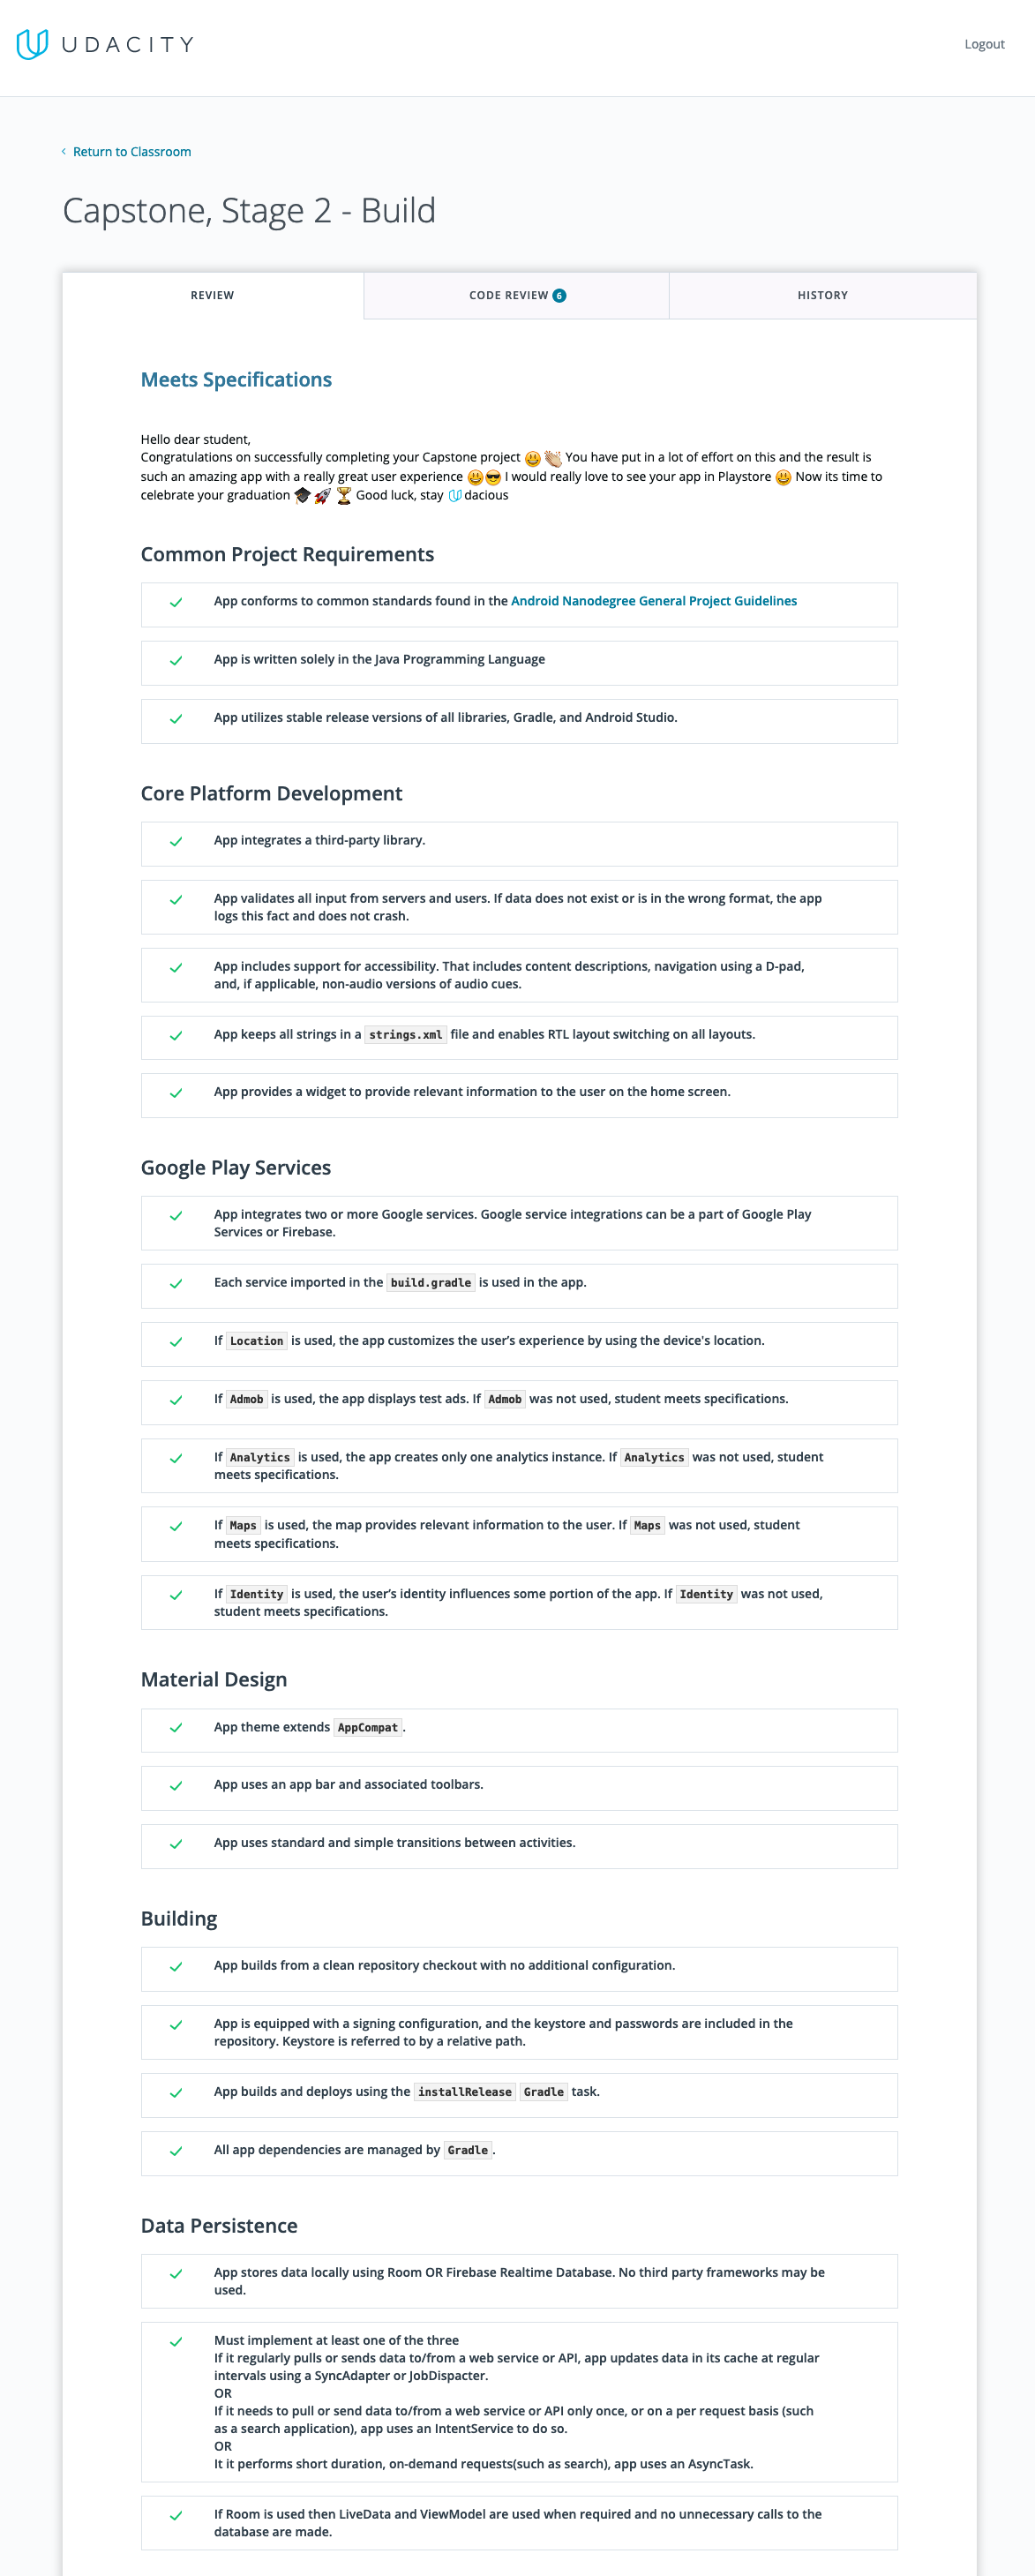 UDACITY
Logout
Return to Classroom
Capstone, Stage 2 - Build
REVIEW
CODE REVIEW 6
HISTORY
Meets Specifications
Hello dear student,
Congratulations on successfully completing your Capstone project 😃 👏 You have put in a lot of effort on this and the result is
such an amazing app with a really great user experience 😃😎 I would really love to see your app in Playstore 😃 Now its time to
celebrate your graduation 🎓🚀 🏆 Good luck, stay Udacious
Common Project Requirements
App conforms to common standards found in the Android Nanodegree General Project Guidelines
App is written solely in the Java Programming Language
App utilizes stable release versions of all libraries, Gradle, and Android Studio.
Core Platform Development
App integrates a third-party library.
App validates all input from servers and users. If data does not exist or is in the wrong format, the app
logs this fact and does not crash.
App includes support for accessibility. That includes content descriptions, navigation using a D-pad,
and, if applicable, non-audio versions of audio cues.
App keeps all strings in a strings.xml file and enables RTL layout switching on all layouts.
App provides a widget to provide relevant information to the user on the home screen.
Google Play Services
App integrates two or more Google services. Google service integrations can be a part of Google Play
Services or Firebase.
Each service imported in the build.gradle is used in the app.
If Location is used, the app customizes the user’s experience by using the device's location.
If Admob is used, the app displays test ads. If Admob was not used, student meets specifications.
If Analytics is used, the app creates only one analytics instance. If Analytics was not used, student
meets specifications.
If Maps is used, the map provides relevant information to the user. If Maps was not used, student
meets specifications.
If Identity is used, the user’s identity influences some portion of the app. If Identity was not used,
student meets specifications.
Material Design
App theme extends AppCompat.
App uses an app bar and associated toolbars.
App uses standard and simple transitions between activities.
Building
App builds from a clean repository checkout with no additional configuration.
App is equipped with a signing configuration, and the keystore and passwords are included in the
repository. Keystore is referred to by a relative path.
App builds and deploys using the installRelease Gradle task.
All app dependencies are managed by Gradle.
Data Persistence
App stores data locally using Room OR Firebase Realtime Database. No third party frameworks may be
used.
Must implement at least one of the three
If it regularly pulls or sends data to/from a web service or API, app updates data in its cache at regular
intervals using a SyncAdapter or JobDispacter.
OR
If it needs to pull or send data to/from a web service or API only once, or on a per request basis (such
as a search application), app uses an IntentService to do so.
OR
It it performs short duration, on-demand requests(such as search), app uses an AsyncTask.
If Room is used then LiveData and ViewModel are used when required and no unnecessary calls to the
database are made.